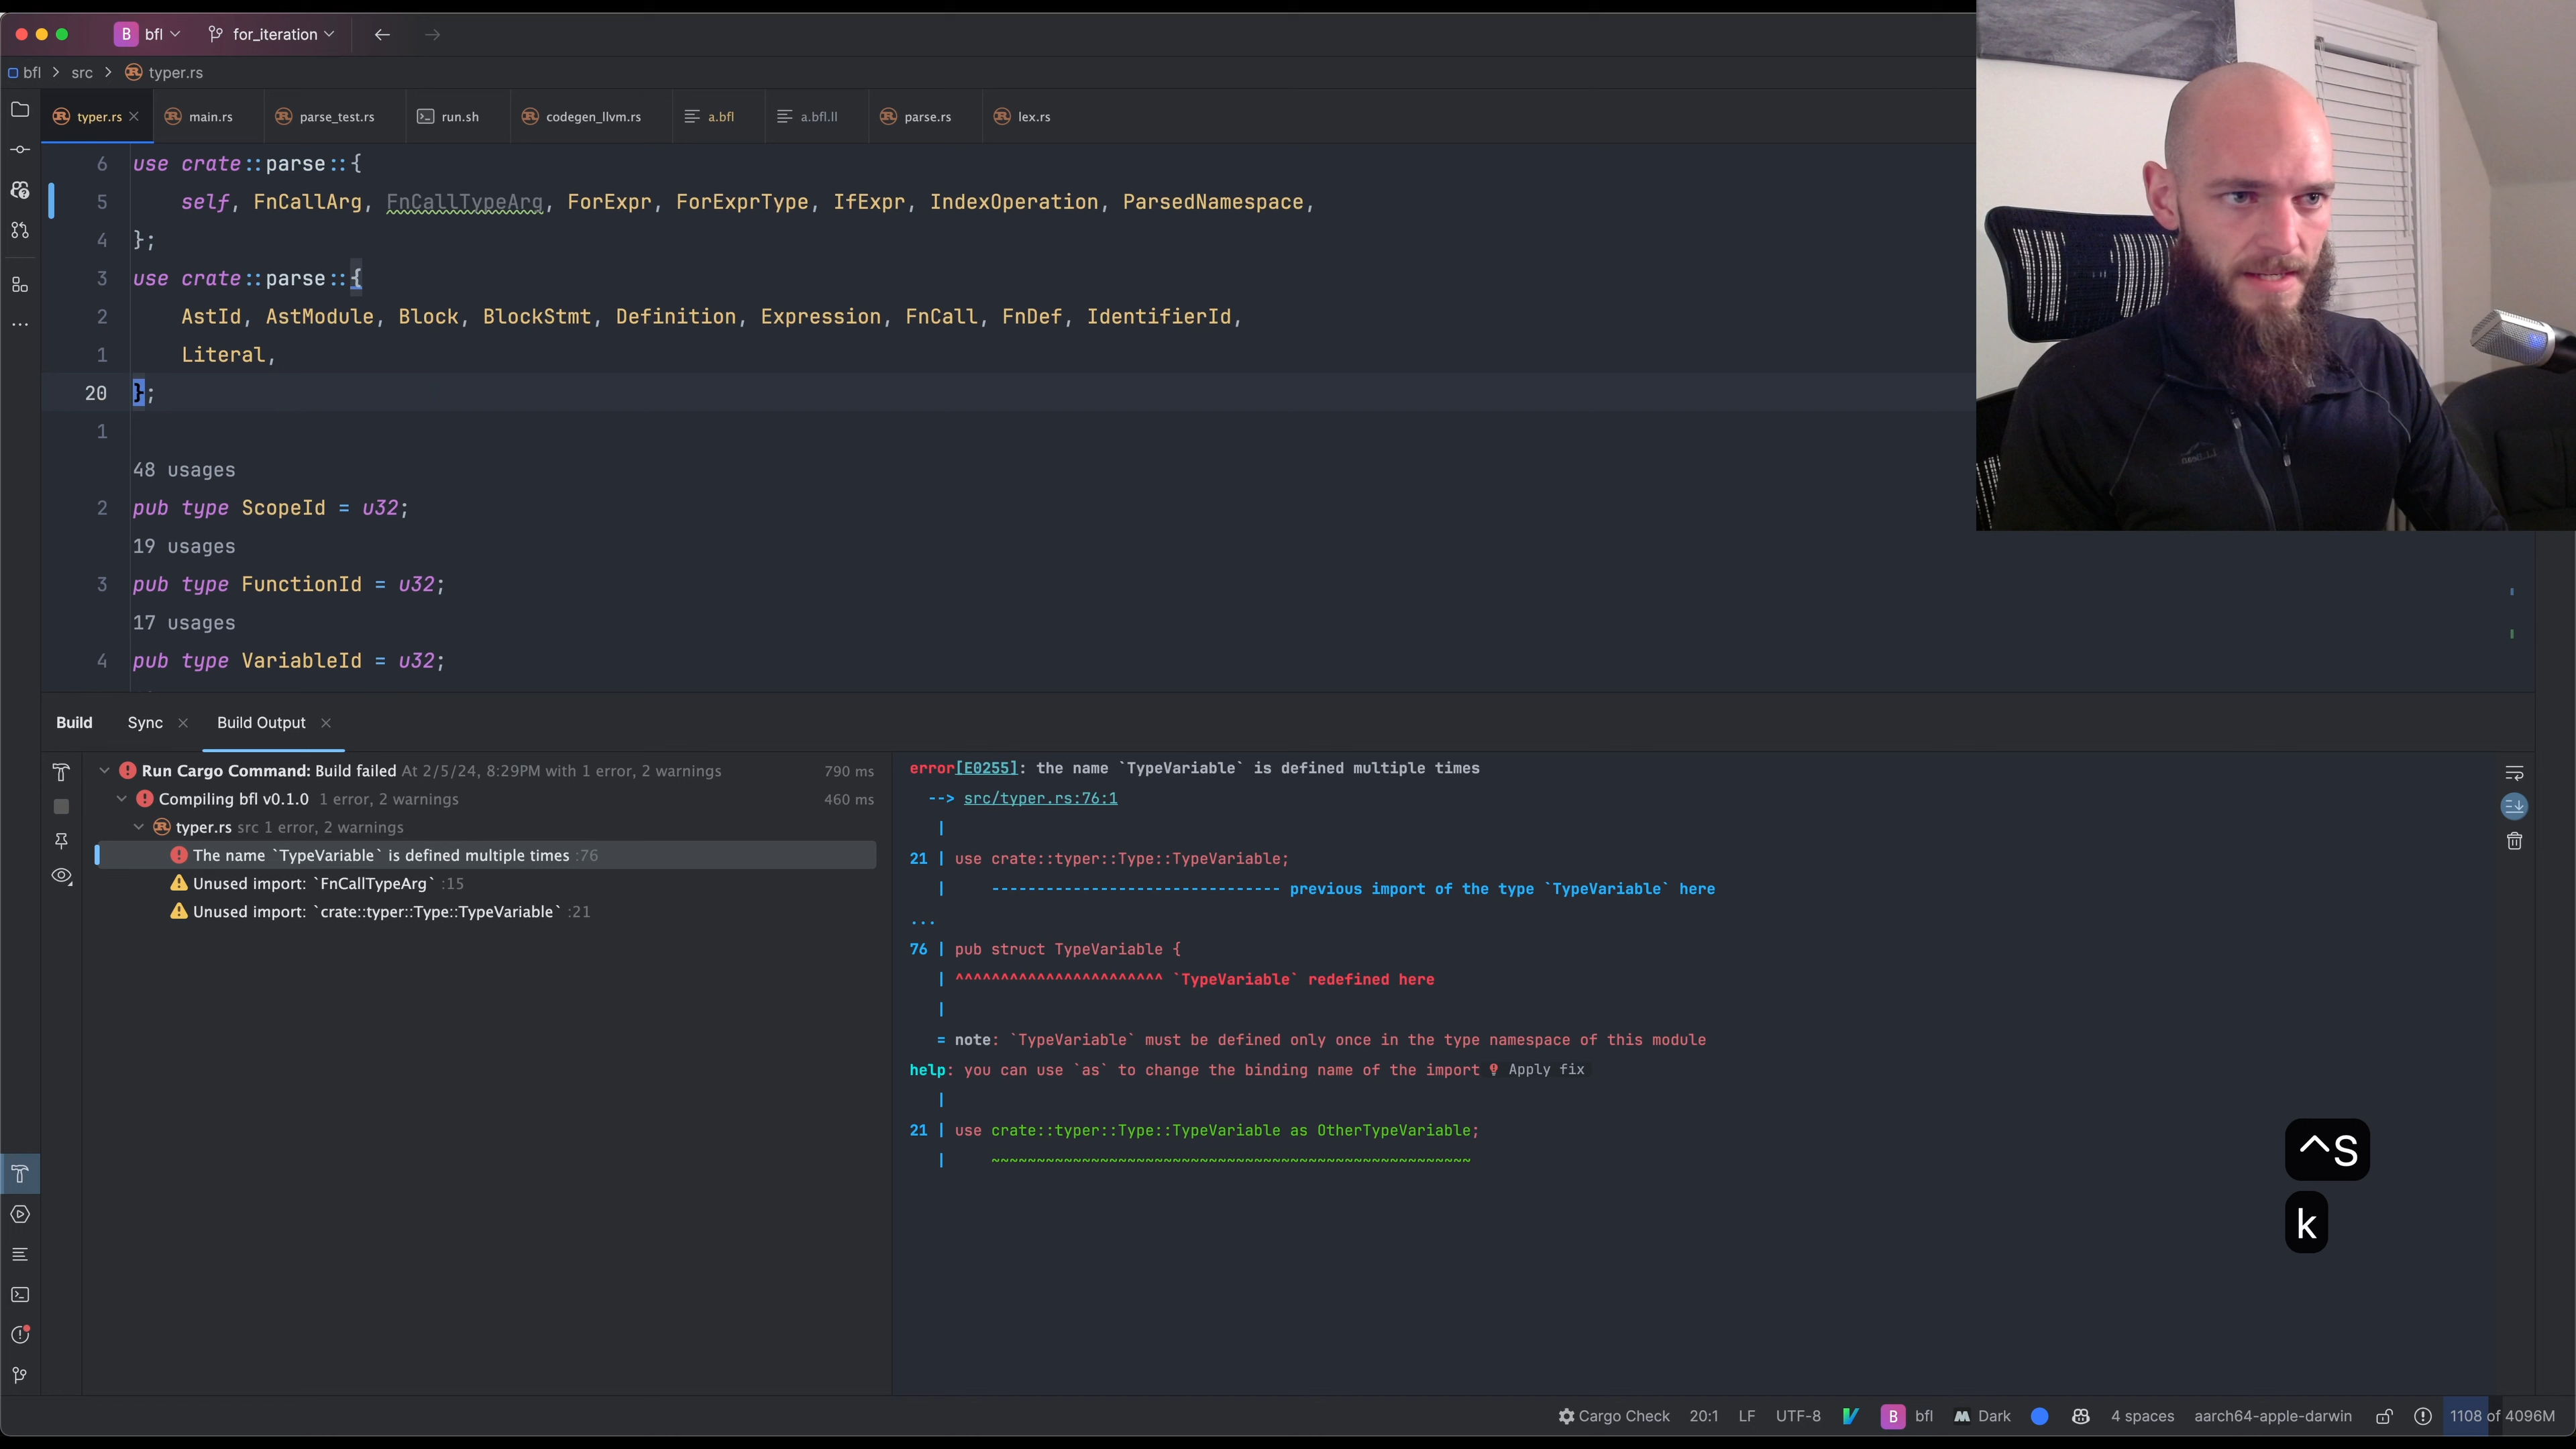 B bfl for_iteration
bfl > src > typer.rs
typer.rs main.rs parse_test.rs run.sh codegen_llvm.rs a.bfl a.bfl.ll parse.rs lex.rs
6 use crate::parse::{
5 self, FnCallArg, FnCallTypeArg, ForExpr, ForExprType, IfExpr, IndexOperation, ParsedNamespace,
4 };
3 use crate::parse::{
2 AstId, AstModule, Block, BlockStmt, Definition, Expression, FnCall, FnDef, IdentifierId,
1 Literal,
20 };
1
48 usages
2 pub type ScopeId = u32;
19 usages
3 pub type FunctionId = u32;
17 usages
4 pub type VariableId = u32;
Build Sync Build Output
Run Cargo Command: Build failed At 2/5/24, 8:29PM with 1 error, 2 warnings 790 ms
Compiling bfl v0.1.0 1 error, 2 warnings 460 ms
typer.rs src 1 error, 2 warnings
The name `TypeVariable` is defined multiple times :76
Unused import: `FnCallTypeArg` :15
Unused import: `crate::typer::Type::TypeVariable` :21
error[E0255]: the name `TypeVariable` is defined multiple times
--> src/typer.rs:76:1
|
21 | use crate::typer::Type::TypeVariable;
| -------------------------------- previous import of the type `TypeVariable` here
...
76 | pub struct TypeVariable {
| ^^^^^^^^^^^^^^^^^^^^^^^ `TypeVariable` redefined here
|
= note: `TypeVariable` must be defined only once in the type namespace of this module
help: you can use `as` to change the binding name of the import Apply fix
|
21 | use crate::typer::Type::TypeVariable as OtherTypeVariable;
| ~~~~~~~~~~~~~~~~~~~~~~~~~~~~~~~~~~~~~~~~~~~~~~~~~~~~~
^S
k
Cargo Check 20:1 LF UTF-8 B bfl Dark 4 spaces aarch64-apple-darwin 1108 of 4096M